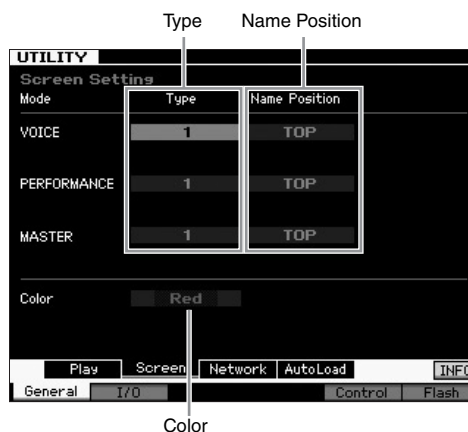 Type Name Position
UTILITY
Screen Setting
Mode Type Name Position
VOICE 1 TOP
PERFORMANCE 1 TOP
MASTER 1 TOP
Color Red
Play Screen Network AutoLoad INFO
General I/O Control Flash
Color